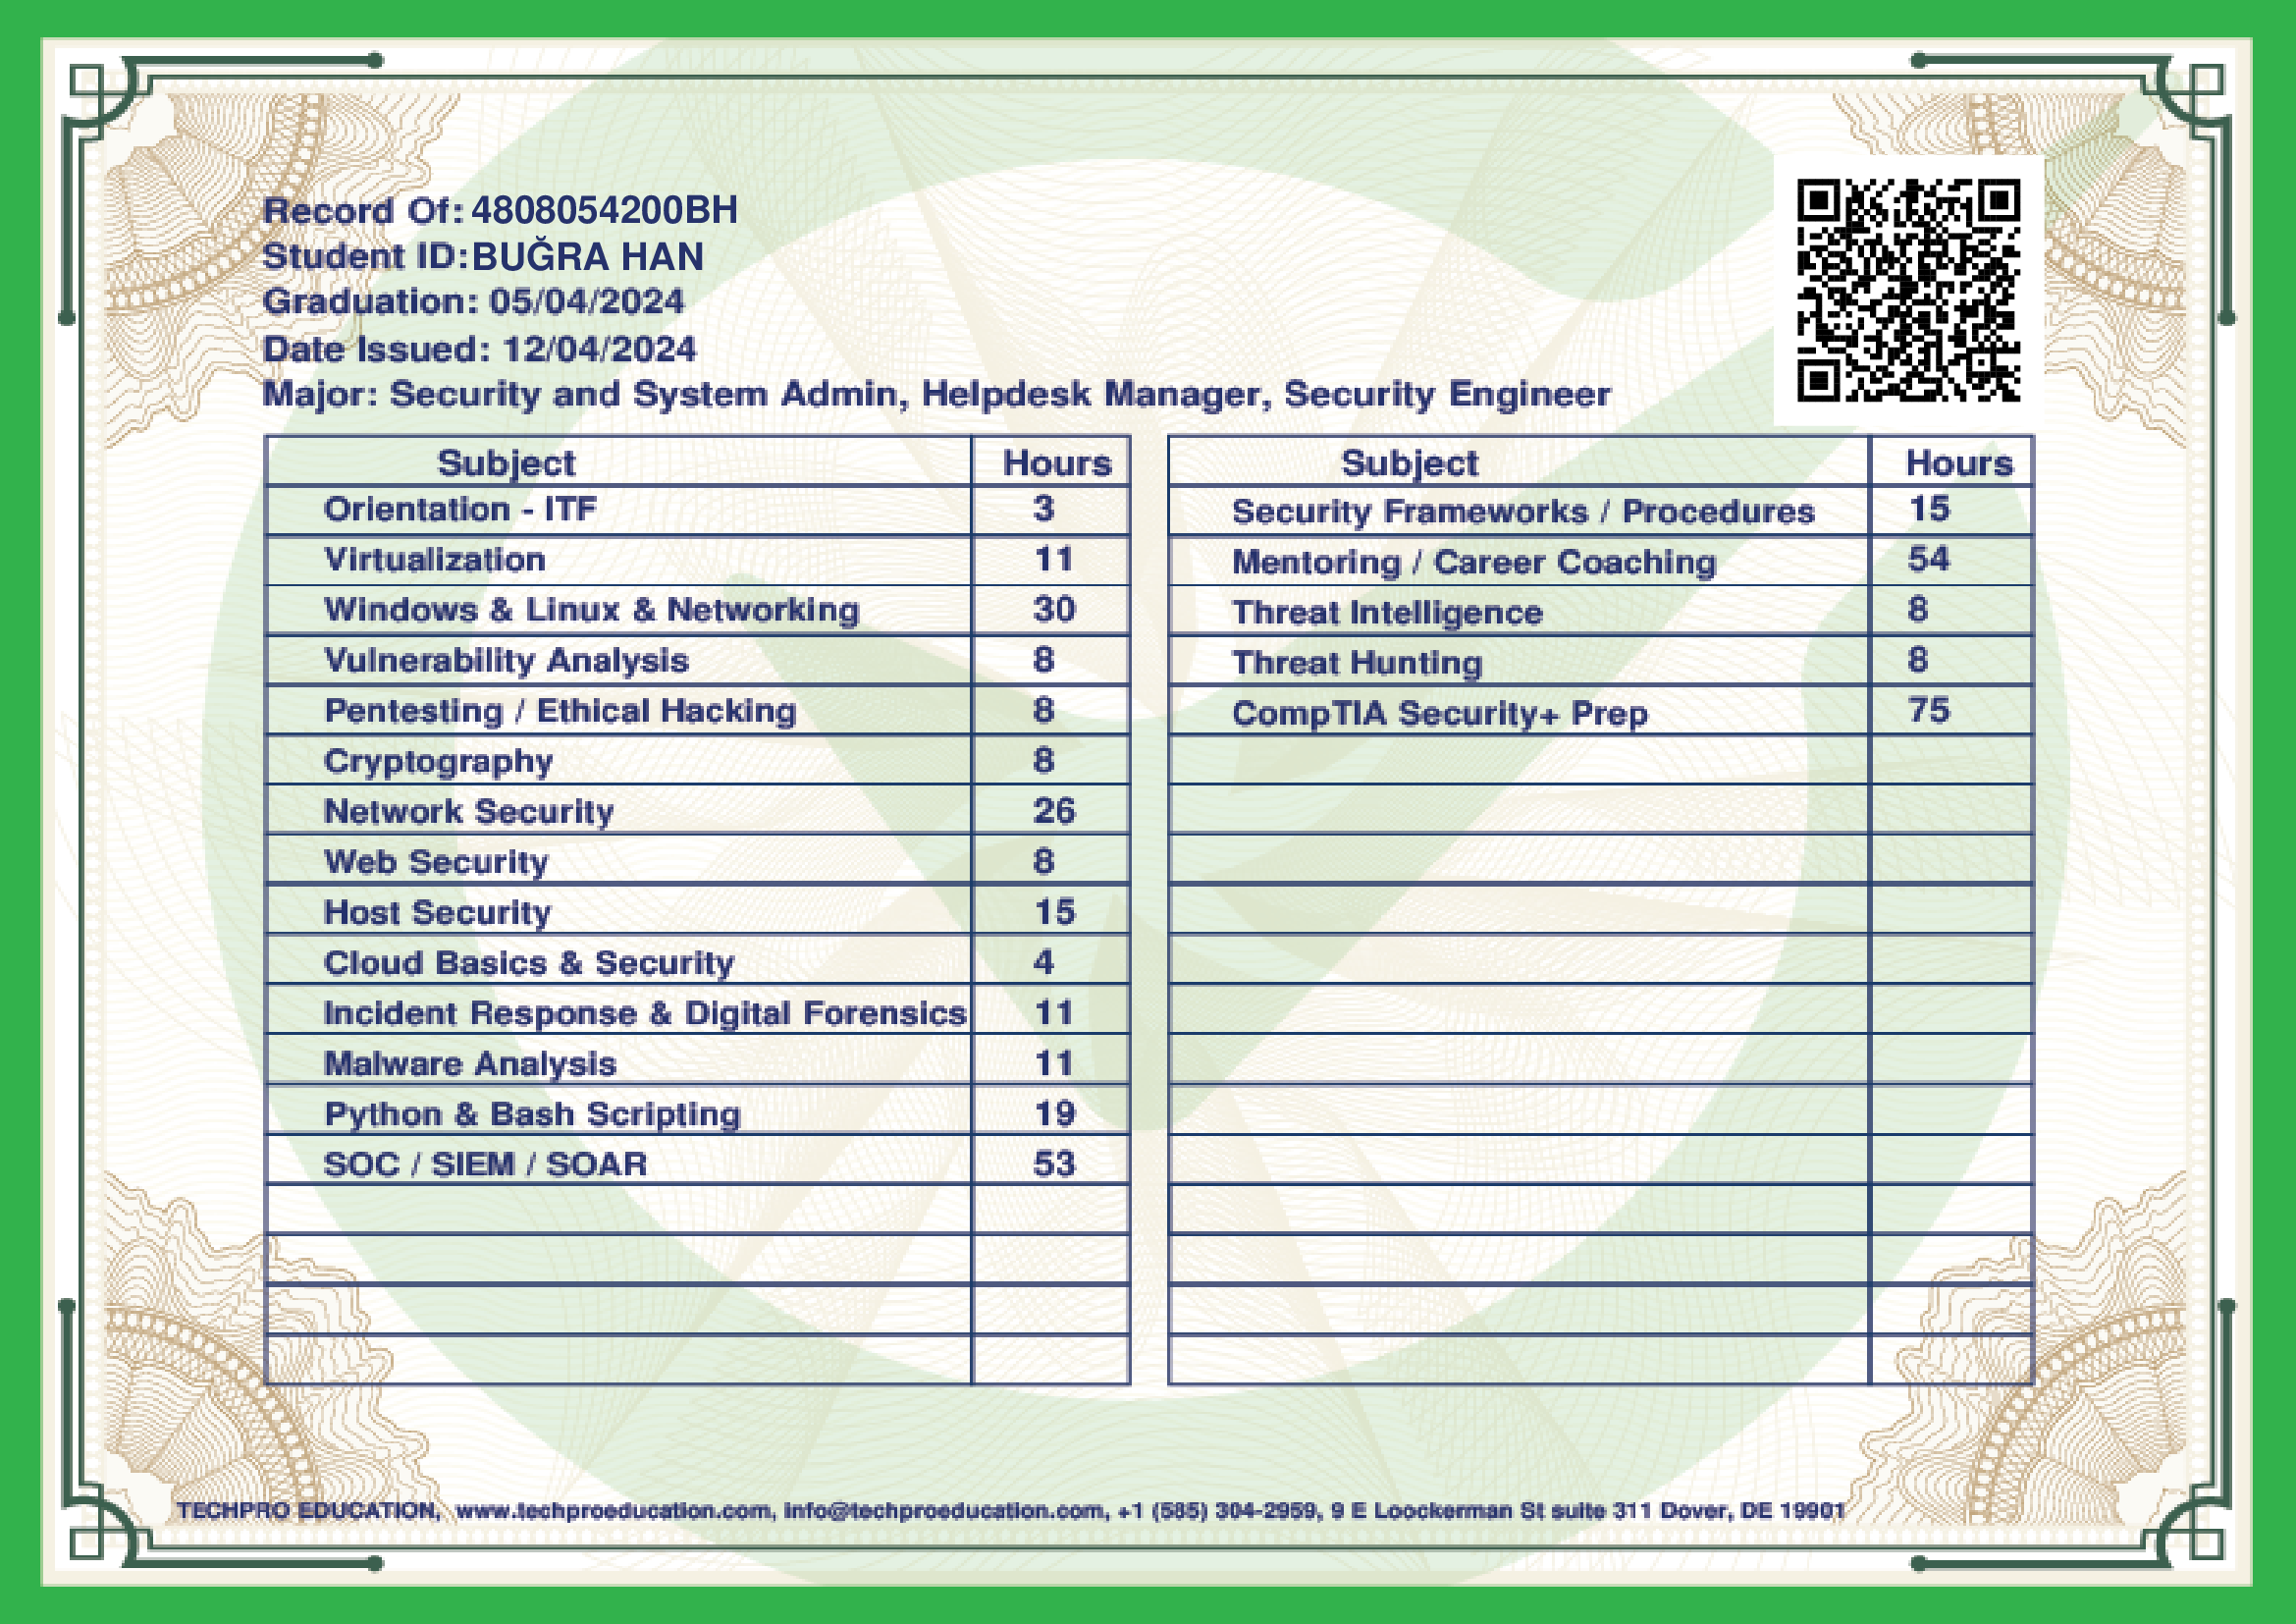 Record Of: 4808054200BH
Student ID: BUĞRA HAN
Graduation: 05/04/2024
Date Issued: 12/04/2024
Major: Security and System Admin, Helpdesk Manager, Security Engineer
Subject Hours
Orientation - ITF 3
Virtualization 11
Windows & Linux & Networking 30
Vulnerability Analysis 8
Pentesting / Ethical Hacking 8
Cryptography 8
Network Security 26
Web Security 8
Host Security 15
Cloud Basics & Security 4
Incident Response & Digital Forensics 11
Malware Analysis 11
Python & Bash Scripting 19
SOC / SIEM / SOAR 53
Subject Hours
Security Frameworks / Procedures 15
Mentoring / Career Coaching 54
Threat Intelligence 8
Threat Hunting 8
CompTIA Security+ Prep 75
TECHPRO EDUCATION, www.techproeducation.com, info@techproeducation.com, +1 (585) 304-2959, 9 E Loockerman St suite 311 Dover, DE 19901